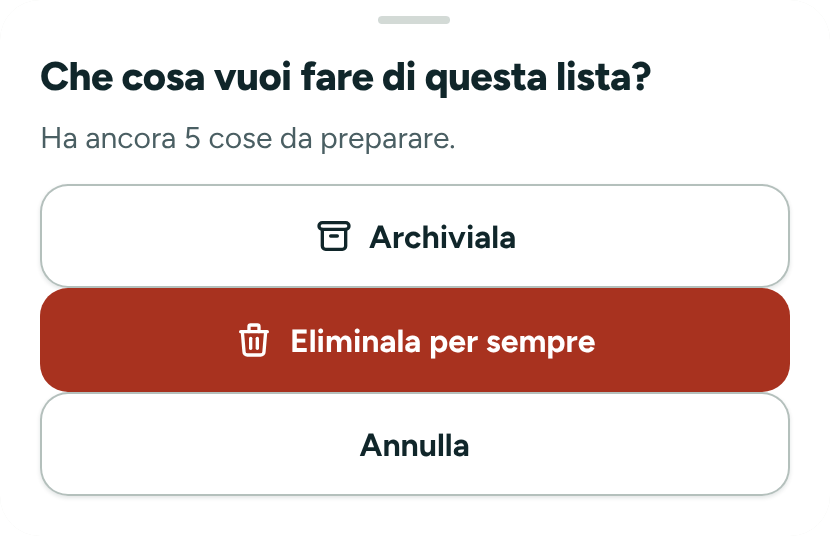 Che cosa vuoi fare di questa lista?
Ha ancora 5 cose da preparare.
Archiviala
Eliminala per sempre
Annulla